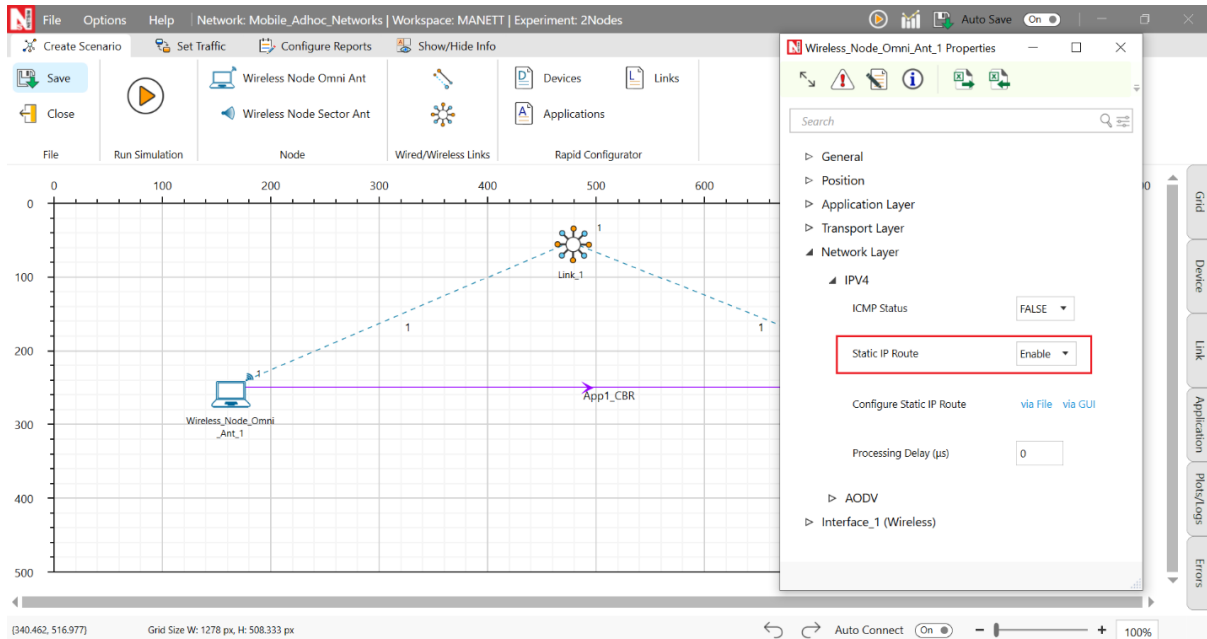 File Options Help Network: Mobile_Adhoc_Networks | Workspace: MANETT | Experiment: 2Nodes Auto Save On
Create Scenario Set Traffic Configure Reports Show/Hide Info
Save
Close
File
Run Simulation
Wireless Node Omni Ant
Wireless Node Sector Ant
Node
Wired/Wireless Links
Devices Links
Applications
Rapid Configurator
0 100 200 300 400 500 600
0
100
200
300
400
500
1
Link_1
1
1
1
App1_CBR
Wireless_Node_Omni
_Ant_1
Wireless_Node_Omni_Ant_1 Properties
Search
General
Position
Application Layer
Transport Layer
Network Layer
IPV4
ICMP Status FALSE
Static IP Route Enable
Configure Static IP Route via File via GUI
Processing Delay (µs) 0
AODV
Interface_1 (Wireless)
Grid
Device
Link
Application
Plots/Logs
Errors
(340.462, 516.977) Grid Size W: 1278 px, H: 508.333 px Auto Connect On 100%